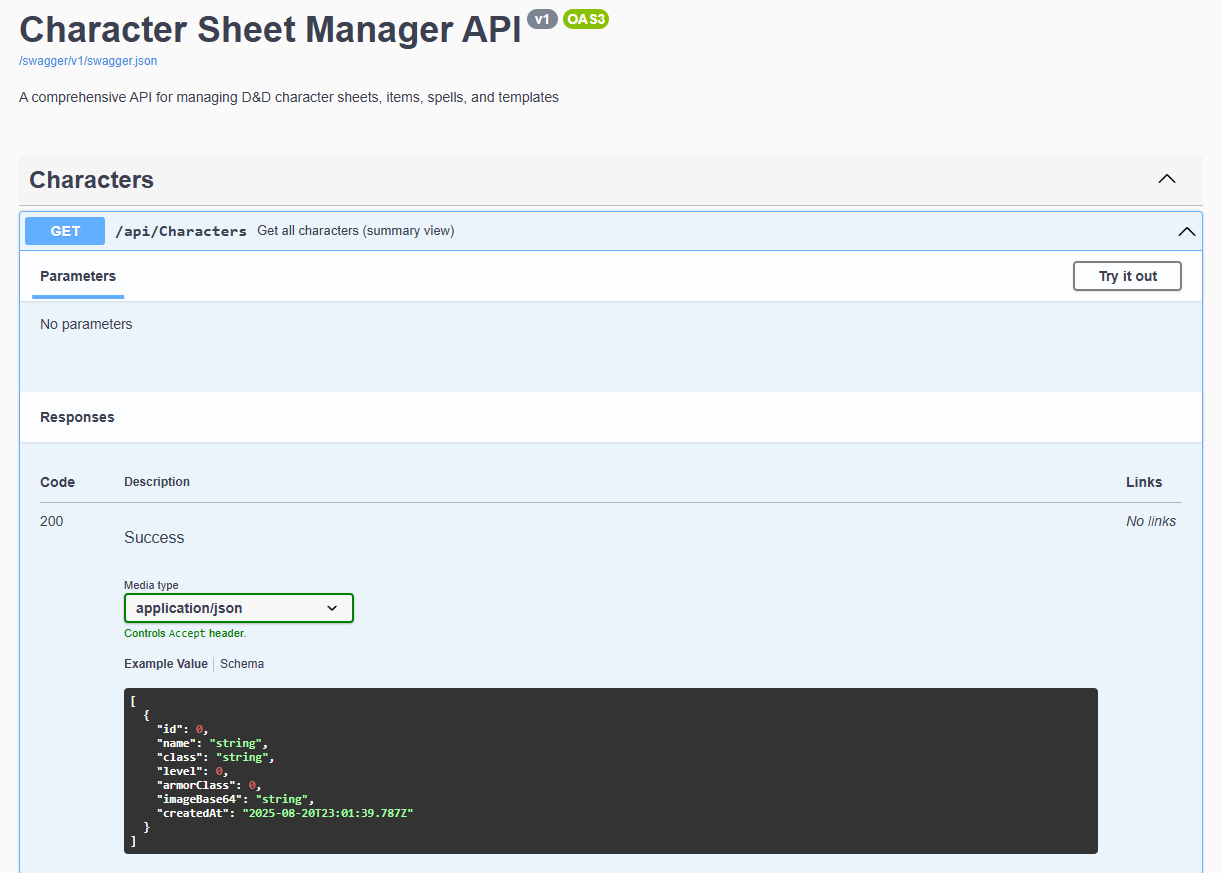 Character Sheet Manager API v1 OAS3
/swagger/v1/swagger.json
A comprehensive API for managing D&D character sheets, items, spells, and templates
Characters
GET /api/Characters Get all characters (summary view)
Parameters Try it out
No parameters
Responses
Code Description Links
200 Success No links
Media type
application/json
Controls Accept header.
Example Value Schema
[
  {
    "id": 0,
    "name": "string",
    "class": "string",
    "level": 0,
    "armorClass": 0,
    "imageBase64": "string",
    "createdAt": "2025-08-20T23:01:39.787Z"
  }
]